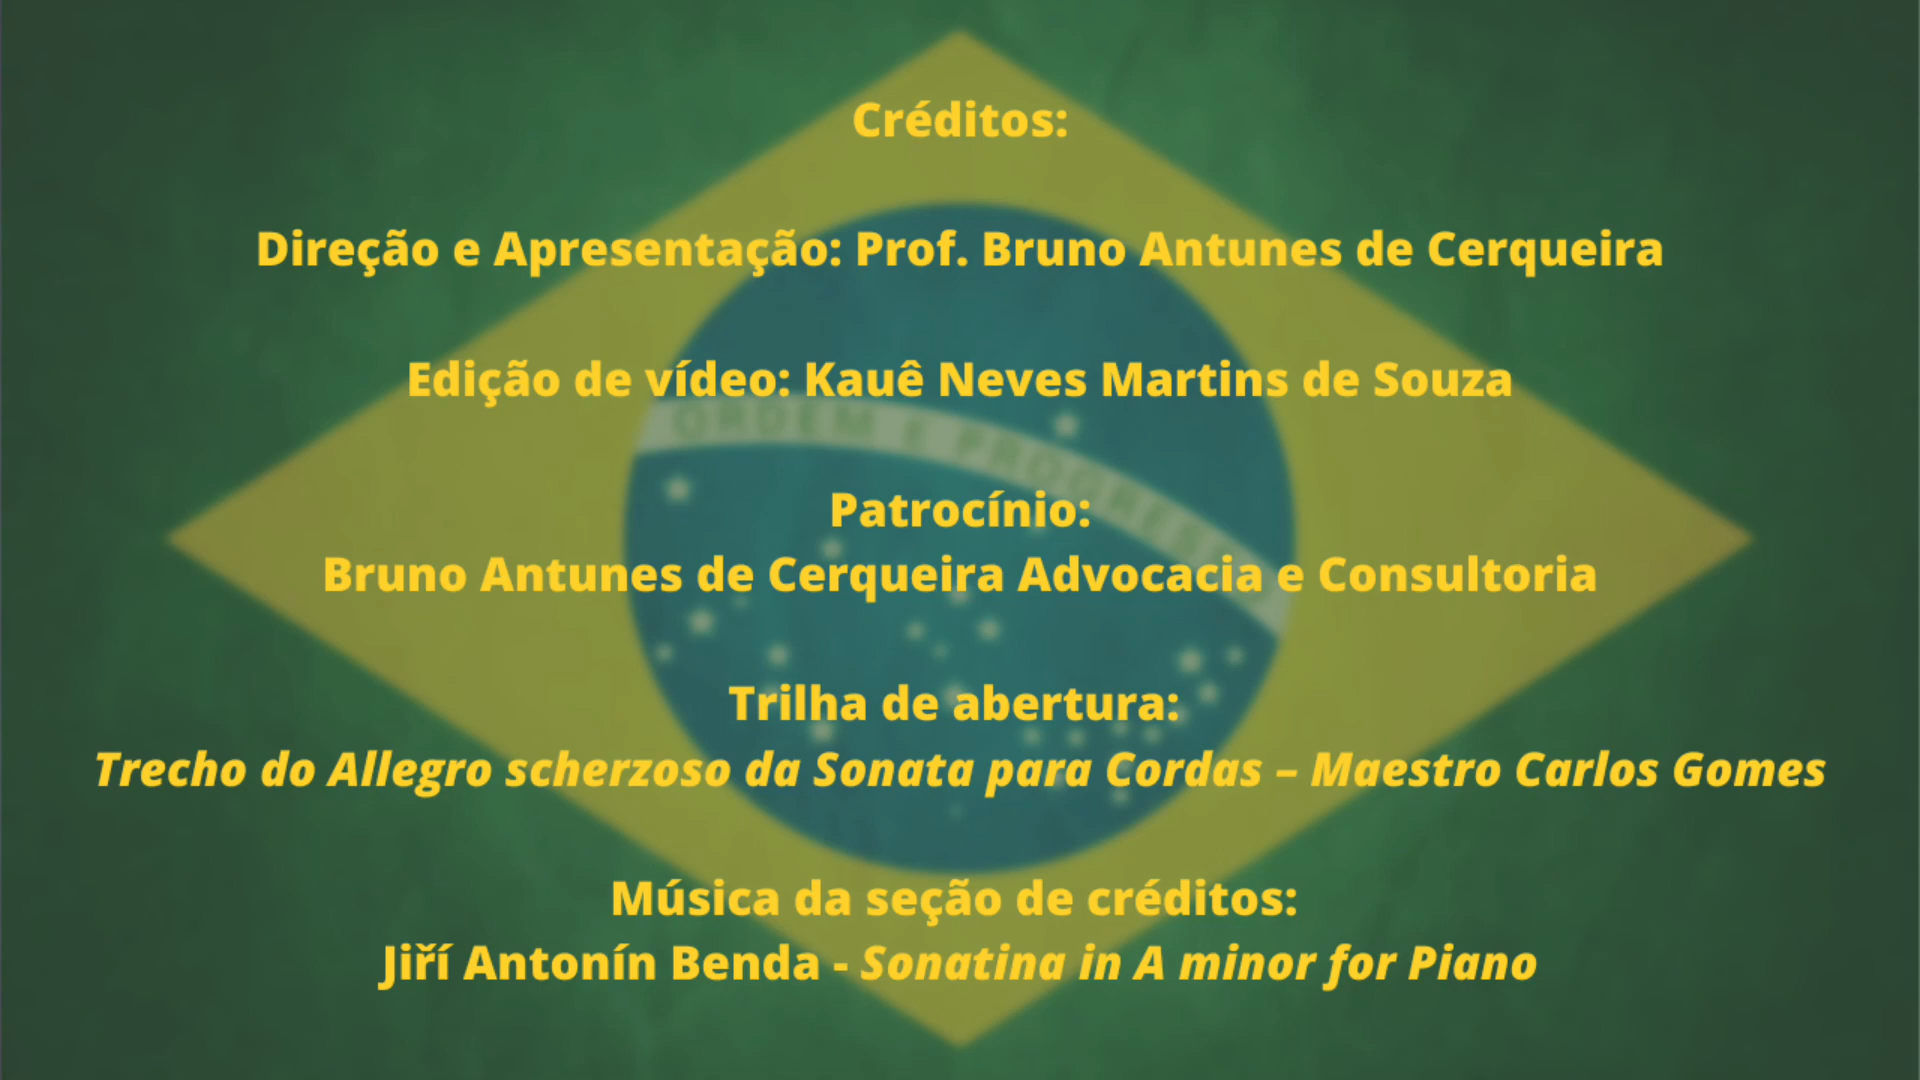 Créditos:
Direção e Apresentação: Prof. Bruno Antunes de Cerqueira
Edição de vídeo: Kauê Neves Martins de Souza
ORDEM E PROGRESSO
Patrocínio:
Bruno Antunes de Cerqueira Advocacia e Consultoria
Trilha de abertura:
Trecho do Allegro scherzoso da Sonata para Cordas – Maestro Carlos Gomes
Música da seção de créditos:
Jiří Antonín Benda - Sonatina in A minor for Piano